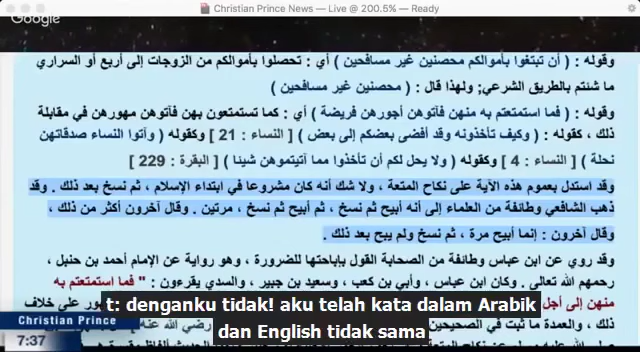 Christian Prince News — Live @ 200.5% — Ready
Google
وقوله : ( أن تبتغوا بأموالكم محصنين غير مسافحين ) أي : تحصلوا بأموالكم من الزوجات إلى أربع أو السراري
ما شئتم بالطريق الشرعي; ولهذا قال : ( محصنين غير مسافحين )
وقوله : ( فما استمتعتم به منهن فآتوهن أجورهن فريضة ) أي : كما تستمتعون بهن فآتوهن مهورهن في مقابلة
ذلك ، كقوله : ( وكيف تأخذونه وقد أفضى بعضكم إلى بعض ) [ النساء : 21 ] وكقوله ( وآتوا النساء صدقاتهن
نحلة ) [ النساء : 4 ] وكقوله ( ولا يحل لكم أن تأخذوا مما آتيتموهن شيئا ) [ البقرة : 229 ]
وقد استدل بعموم هذه الآية على نكاح المتعة ، ولا شك أنه كان مشروعا في ابتداء الإسلام ، ثم نسخ بعد ذلك . وقد
ذهب الشافعي وطائفة من العلماء إلى أنه أبيح ثم نسخ ، ثم أبيح ثم نسخ ، مرتين . وقال آخرون أكثر من ذلك ،
وقال آخرون : إنما أبيح مرة ، ثم نسخ ولم يبح بعد ذلك .
وقد روي عن ابن عباس وطائفة من الصحابة القول بإباحتها للضرورة ، وهو رواية عن الإمام أحمد بن حنبل ،
رحمهم الله تعالى . وكان ابن عباس ، وأبي بن كعب ، وسعيد بن جبير ، والسدي يقرءون : " فما استمتعتم به
منهن إلى أجل
على خلاف
ذلك ، والعمدة ما ثبت في الصحيحين
رضي الله عنه
t: denganku tidak! aku telah kata dalam Arabik
dan English tidak sama
Christian Prince
7:37